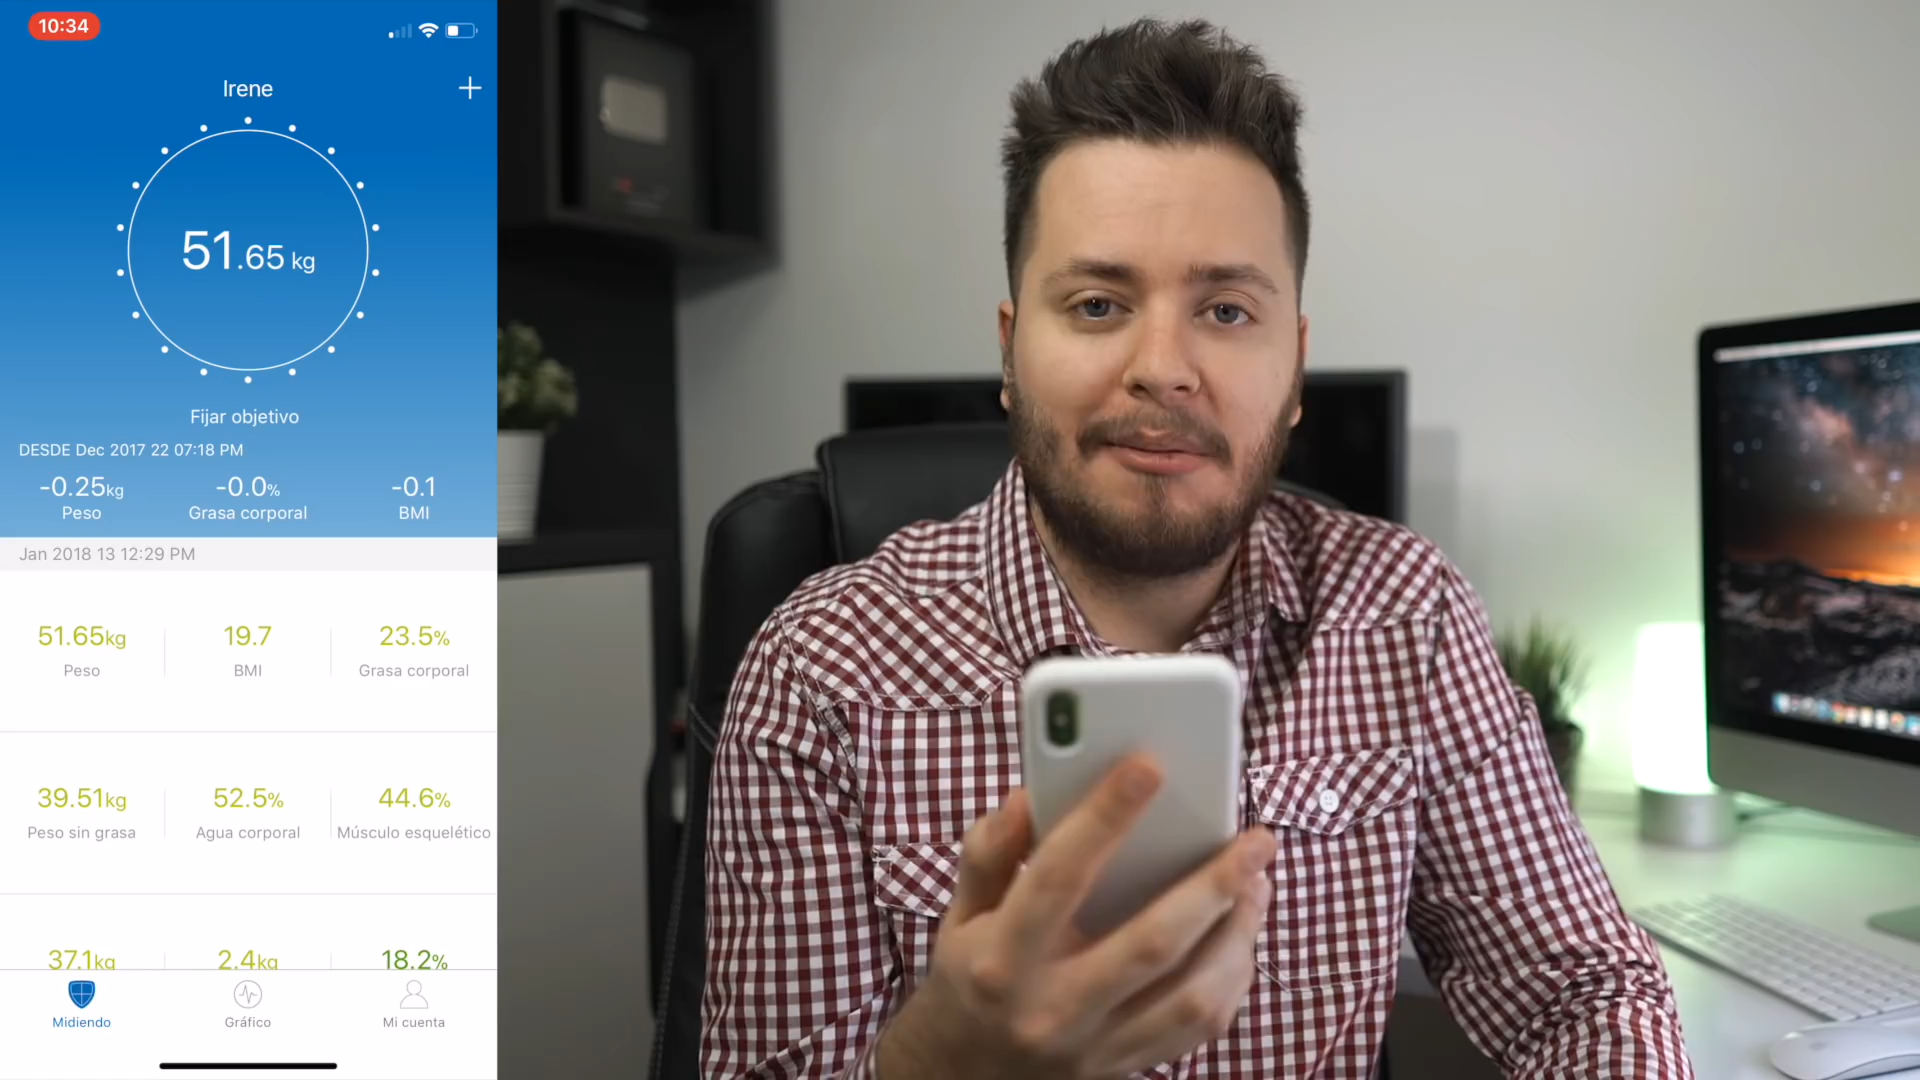 10:34
Irene
51.65 kg
Fijar objetivo
DESDE Dec 2017 22 07:18 PM
-0.25kg -0.0% -0.1
Peso Grasa corporal BMI
Jan 2018 13 12:29 PM
51.65kg 19.7 23.5%
Peso BMI Grasa corporal
39.51kg 52.5% 44.6%
Peso sin grasa Agua corporal Músculo esquelético
37.1kg 2.4kg 18.2%
Midiendo Gráfico Mi cuenta